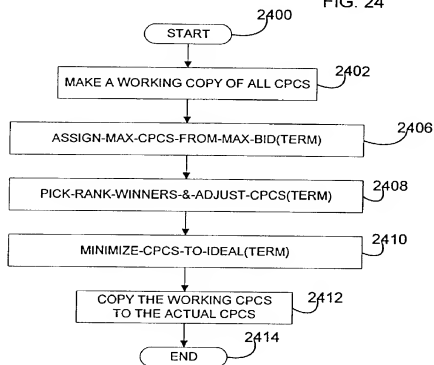 FIG. 24
2400
START
2402
MAKE A WORKING COPY OF ALL CPCS
2406
ASSIGN-MAX-CPCS-FROM-MAX-BID(TERM)
2408
PICK-RANK-WINNERS-&-ADJUST-CPCS(TERM)
2410
MINIMIZE-CPCS-TO-IDEAL(TERM)
2412
COPY THE WORKING CPCS
TO THE ACTUAL CPCS
2414
END